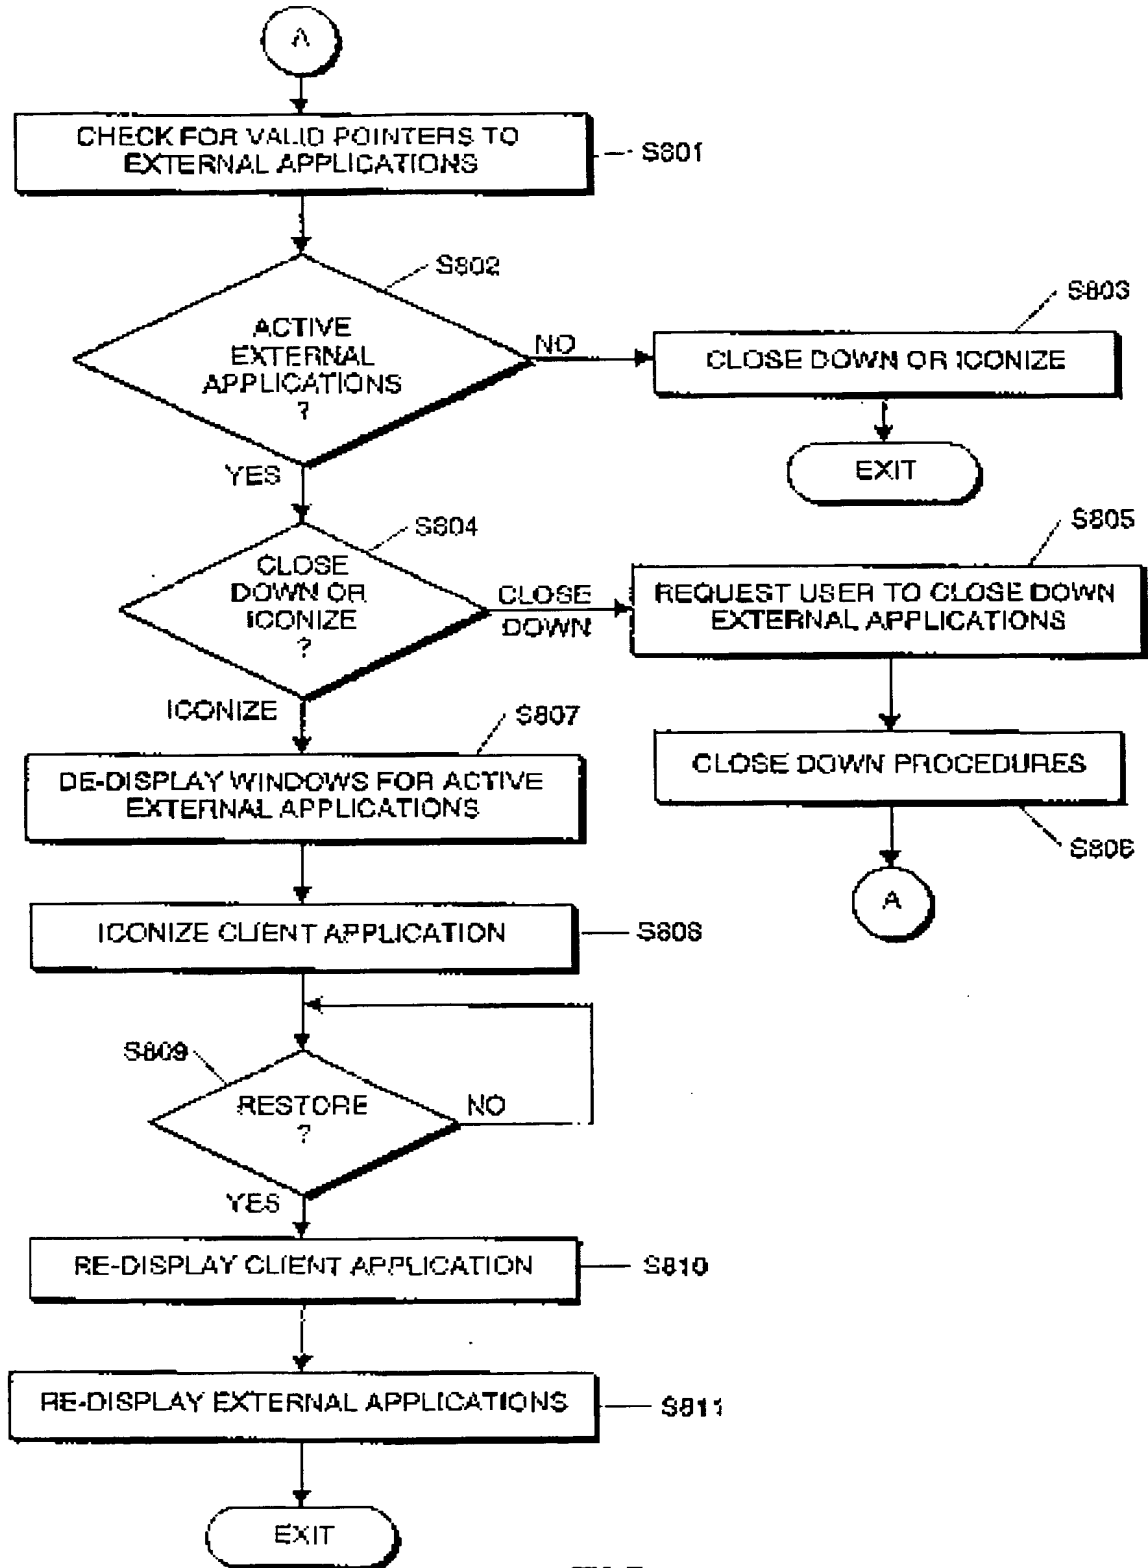 A
CHECK FOR VALID POINTERS TO
EXTERNAL APPLICATIONS
S801
S802
ACTIVE
EXTERNAL
APPLICATIONS
?
NO
S803
CLOSE DOWN OR ICONIZE
EXIT
YES
S804
CLOSE
DOWN OR
ICONIZE
?
CLOSE
DOWN
S805
REQUEST USER TO CLOSE DOWN
EXTERNAL APPLICATIONS
ICONIZE
S807
CLOSE DOWN PROCEDURES
S806
A
DE-DISPLAY WINDOWS FOR ACTIVE
EXTERNAL APPLICATIONS
ICONIZE CLIENT APPLICATION
S808
S809
RESTORE
?
NO
YES
RE-DISPLAY CLIENT APPLICATION
S810
RE-DISPLAY EXTERNAL APPLICATIONS
S811
EXIT